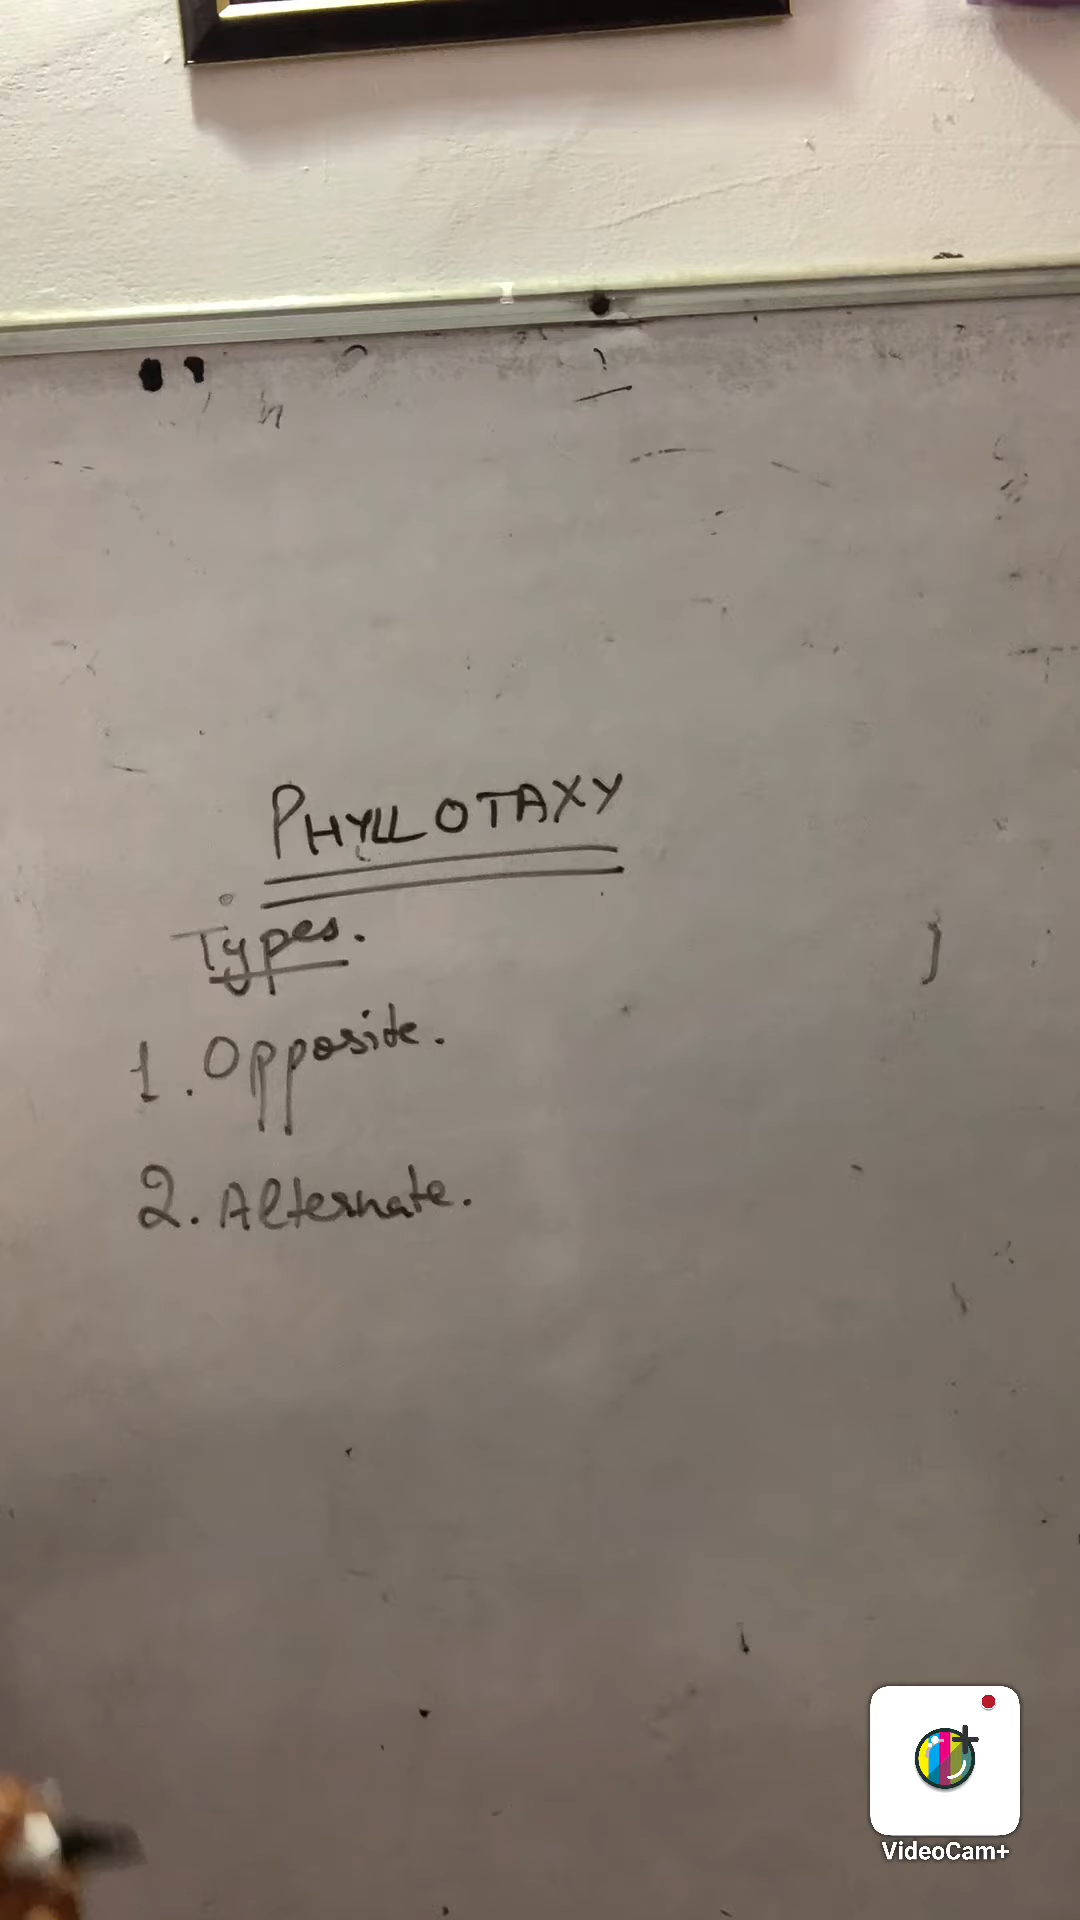 PHYLLOTAXY
Types.
1. Opposite.
2. Alternate.
VideoCam+